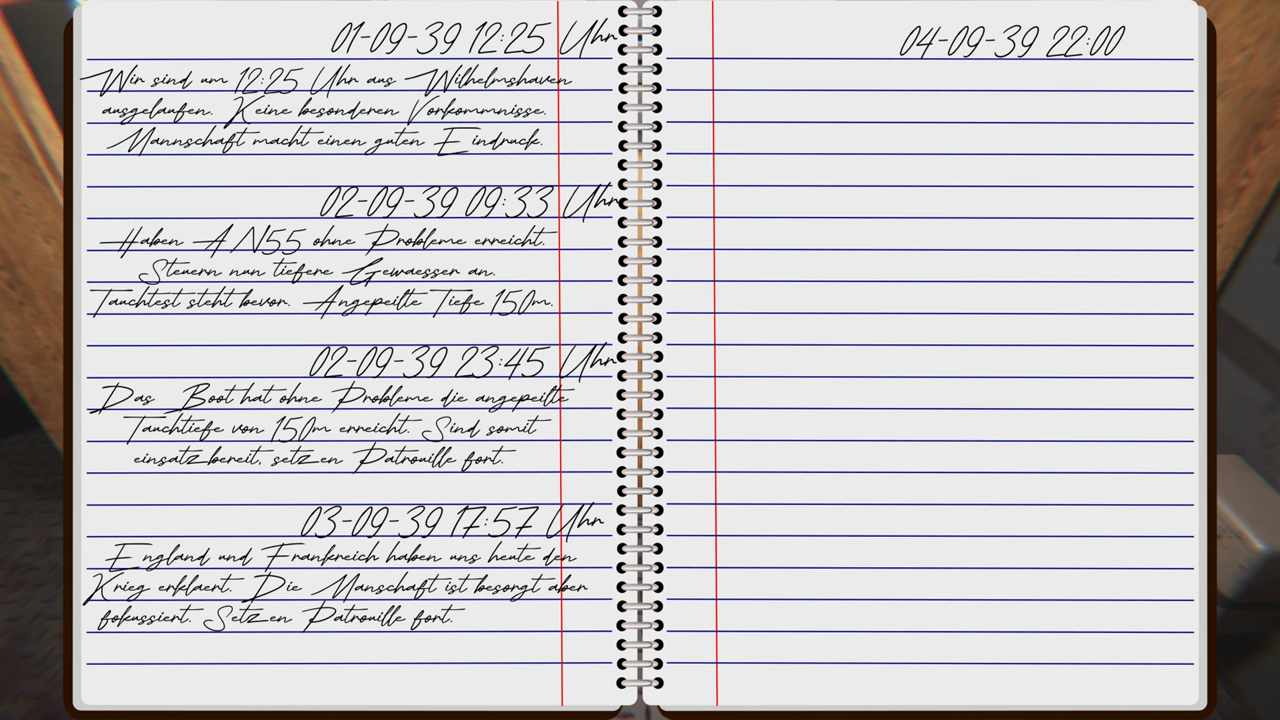 01-09-39 12:25 Uhr
Wir sind um 12:25 Uhr aus Wilhelmshaven
ausgelaufen. Keine besonderen Vorkommnisse.
Mannschaft macht einen guten Eindruck.
02-09-39 09:33 Uhr
Haben AN55 ohne Probleme erreicht.
Steuern nun tiefere Gewaesser an.
Tauchtest steht bevor. Angepeilte Tiefe 150m.
02-09-39 23:45 Uhr
Das Boot hat ohne Probleme die angepeilte
Tauchtiefe von 150m erreicht. Sind somit
einsatzbereit, setzen Patrouille fort.
03-09-39 17:57 Uhr
England und Frankreich haben uns heute den
Krieg erklaert. Die Manschaft ist besorgt aber
fokussiert. Setzen Patrouille fort.
04-09-39 22:00